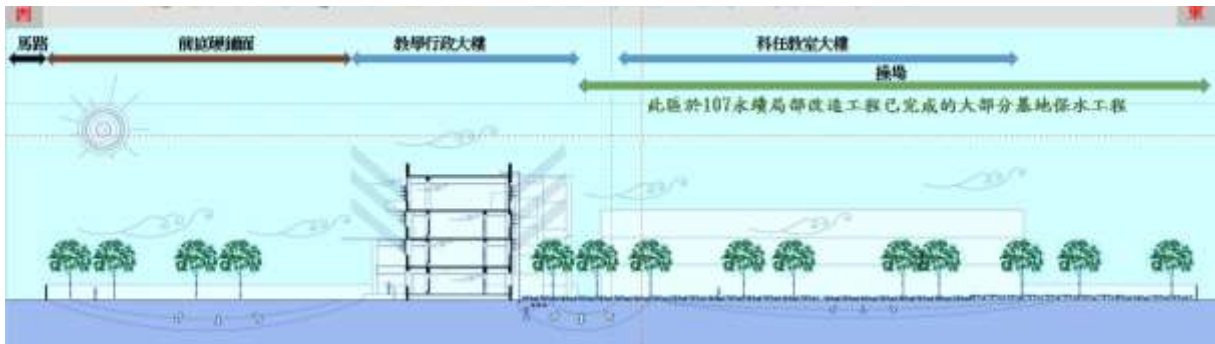 西
東
馬路
前庭硬鋪面
教學行政大樓
科任教室大樓
操場
此區於107永續局部改造工程已完成的大部分基地保水工程